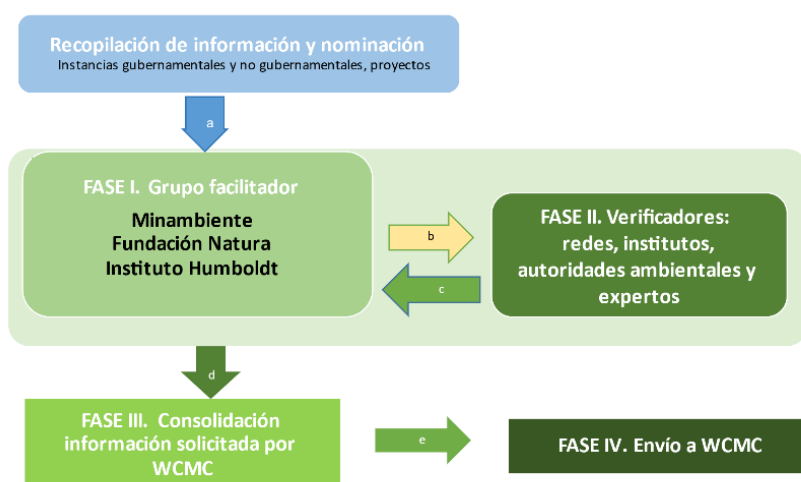 Recopilación de información y nominación
Instancias gubernamentales y no gubernamentales, proyectos
a
FASE I. Grupo facilitador
Minambiente
Fundación Natura
Instituto Humboldt
b
c
FASE II. Verificadores:
redes, institutos,
autoridades ambientales y
expertos
d
FASE III. Consolidación
información solicitada por
WCMC
e
FASE IV. Envío a WCMC